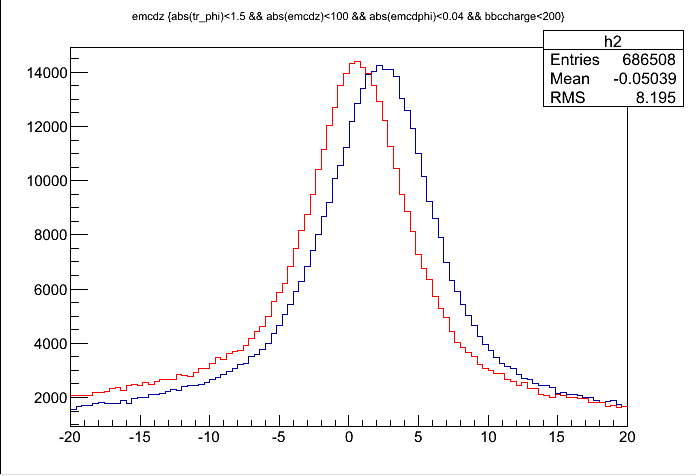 emcdz {abs(tr_phi)<1.5 && abs(emcdz)<100 && abs(emcdphi)<0.04 && bbccharge<200}
h2
Entries 686508
Mean -0.05039
RMS 8.195
14000
12000
10000
8000
6000
4000
2000
-20 -15 -10 -5 0 5 10 15 20